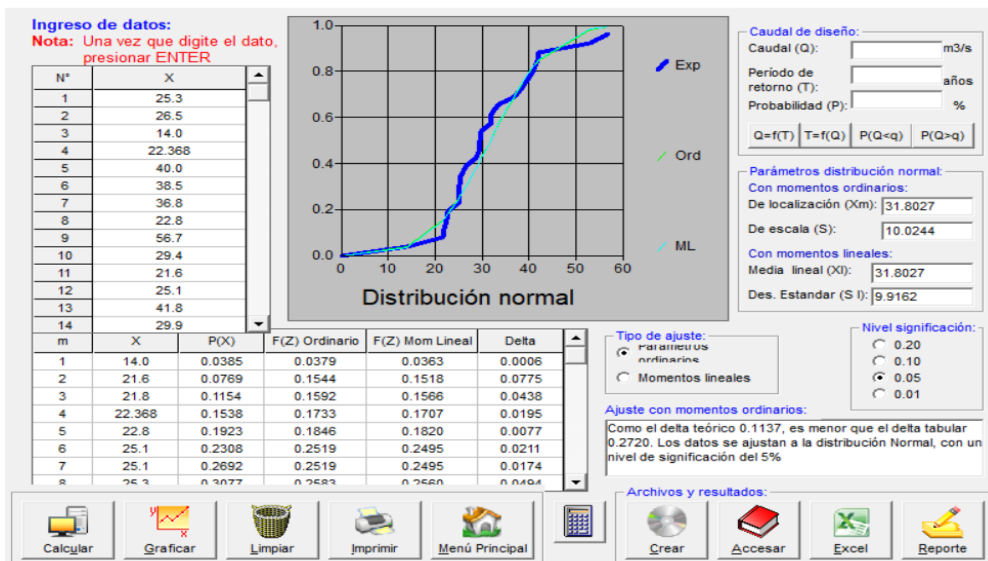 Ingreso de datos:
Nota: Una vez que digite el dato,
presionar ENTER
N° X
1 25.3
2 26.5
3 14.0
4 22.368
5 40.0
6 38.5
7 36.8
8 22.8
9 56.7
10 29.4
11 21.6
12 25.1
13 41.8
14 29.9
1.0
0.8
0.6
0.4
0.2
0.0
0 10 20 30 40 50 60
Exp
Ord
ML
Distribución normal
Caudal de diseño:
Caudal (Q): m3/s
Período de
retorno (T): años
Probabilidad (P): %
Q=f(T) T=f(Q) P(Q<q) P(Q>q)
Parámetros distribución normal:
Con momentos ordinarios:
De localización (Xm): 31.8027
De escala (S): 10.0244
Con momentos lineales:
Media lineal (Xl): 31.8027
Des. Estandar (S l): 9.9162
m X P(X) F(Z) Ordinario F(Z) Mom Lineal Delta
1 14.0 0.0385 0.0379 0.0363 0.0006
2 21.6 0.0769 0.1544 0.1518 0.0775
3 21.8 0.1154 0.1592 0.1566 0.0438
4 22.368 0.1538 0.1733 0.1707 0.0195
5 22.8 0.1923 0.1846 0.1820 0.0077
6 25.1 0.2308 0.2519 0.2495 0.0211
7 25.1 0.2692 0.2519 0.2495 0.0174
8 25.3 0.3077 0.2583 0.2560 0.0494
Tipo de ajuste:
Parámetros
ordinarios
Momentos lineales
Nivel significación:
0.20
0.10
0.05
0.01
Ajuste con momentos ordinarios:
Como el delta teórico 0.1137, es menor que el delta tabular
0.2720. Los datos se ajustan a la distribución Normal, con un
nivel de significación del 5%
Archivos y resultados:
Calcular Graficar Limpiar Imprimir Menú Principal Crear Accesar Excel Reporte